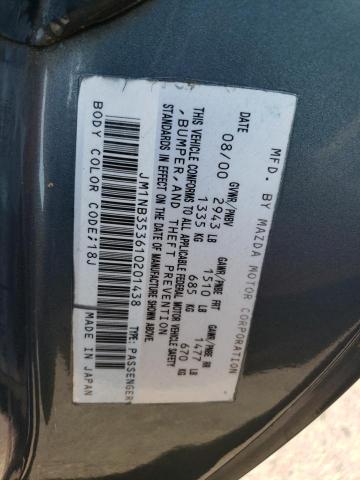 MFD. BY MAZDA MOTOR CORPORATION
DATE GVWR/PNBV GAWR/PNBE FRT GAWR/PNBE RR
08/00 2943 LB 1510 LB 1477 LB
1335 KG 685 KG 670 KG
THIS VEHICLE CONFORMS TO ALL APPLICABLE FEDERAL MOTOR VEHICLE SAFETY
, BUMPER, AND THEFT PREVENTION
STANDARDS IN EFFECT ON THE DATE OF MANUFACTURE SHOWN ABOVE.
JM1NB353610201438 TYPE: PASSENGER
BODY COLOR CODE;18J MADE IN JAPAN